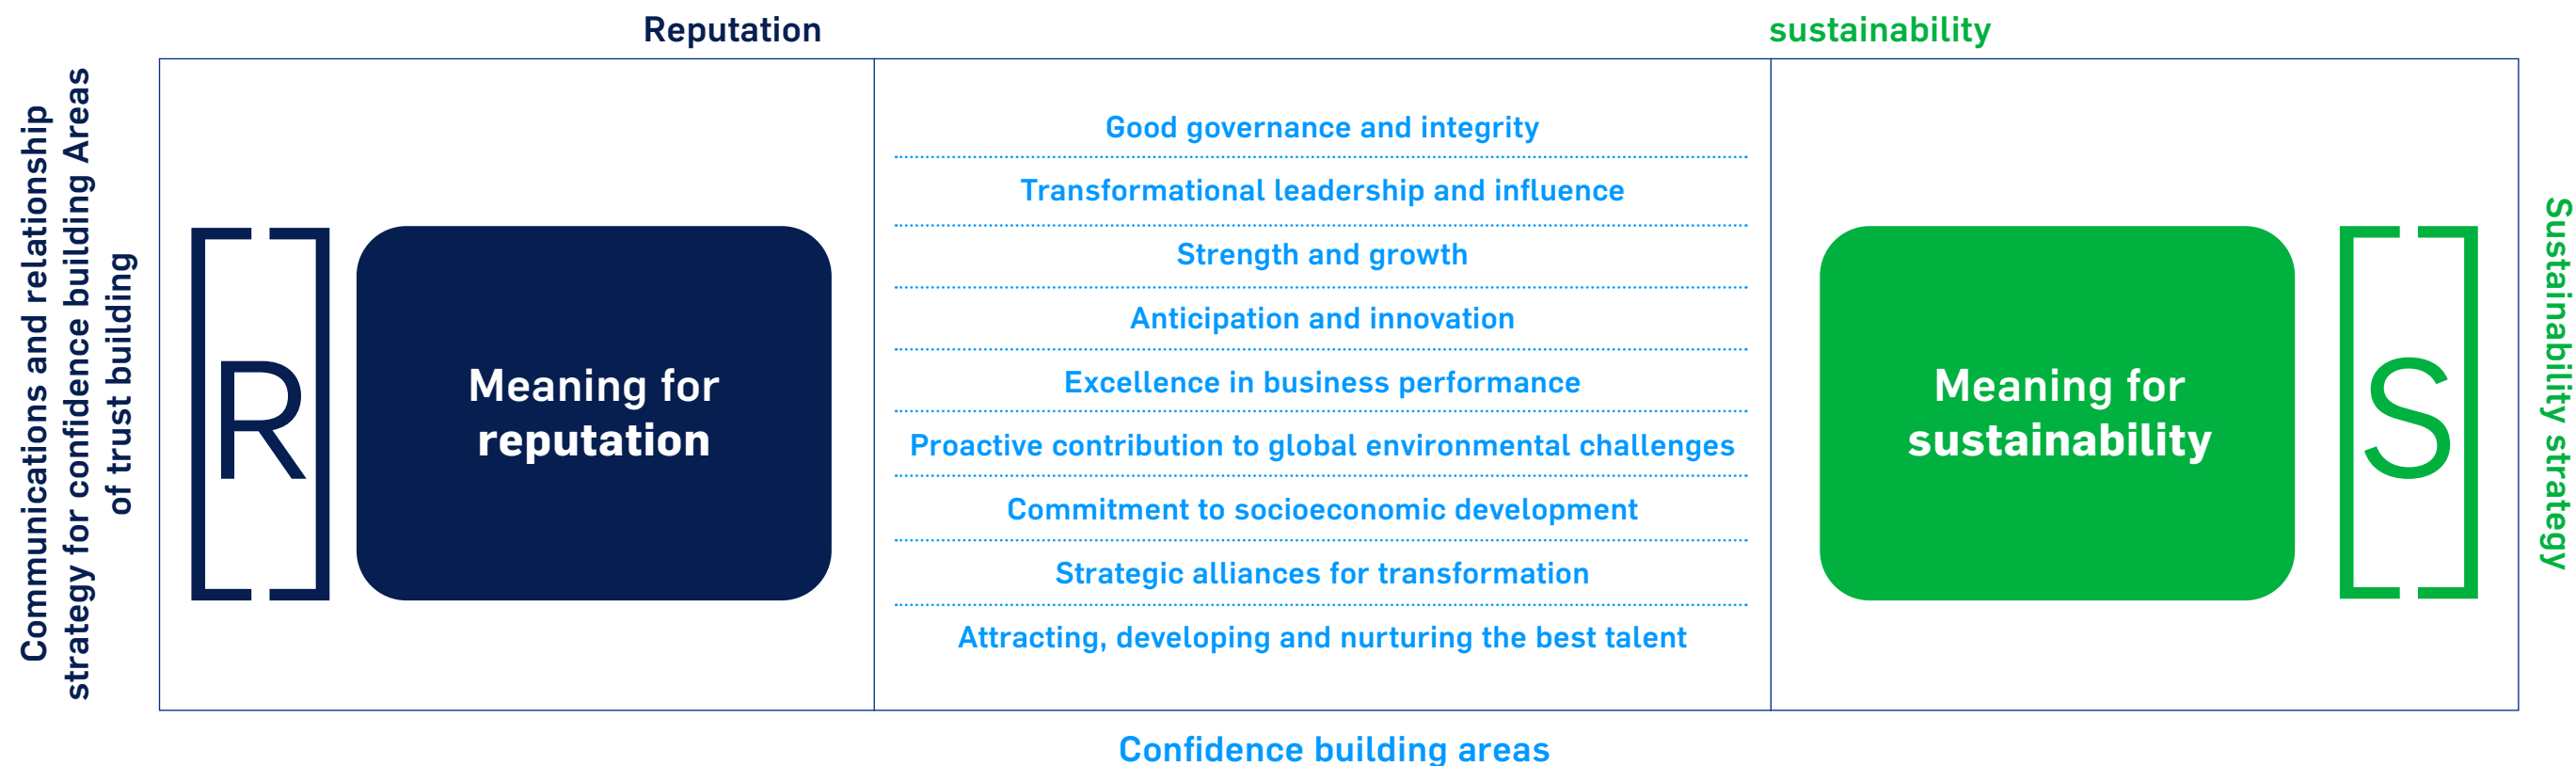 Reputation
sustainability
Communications and relationship
strategy for confidence building Areas
of trust building
R
Meaning for
reputation
Good governance and integrity
Transformational leadership and influence
Strength and growth
Anticipation and innovation
Excellence in business performance
Proactive contribution to global environmental challenges
Commitment to socioeconomic development
Strategic alliances for transformation
Attracting, developing and nurturing the best talent
Meaning for
sustainability
S
Sustainability strategy
Confidence building areas